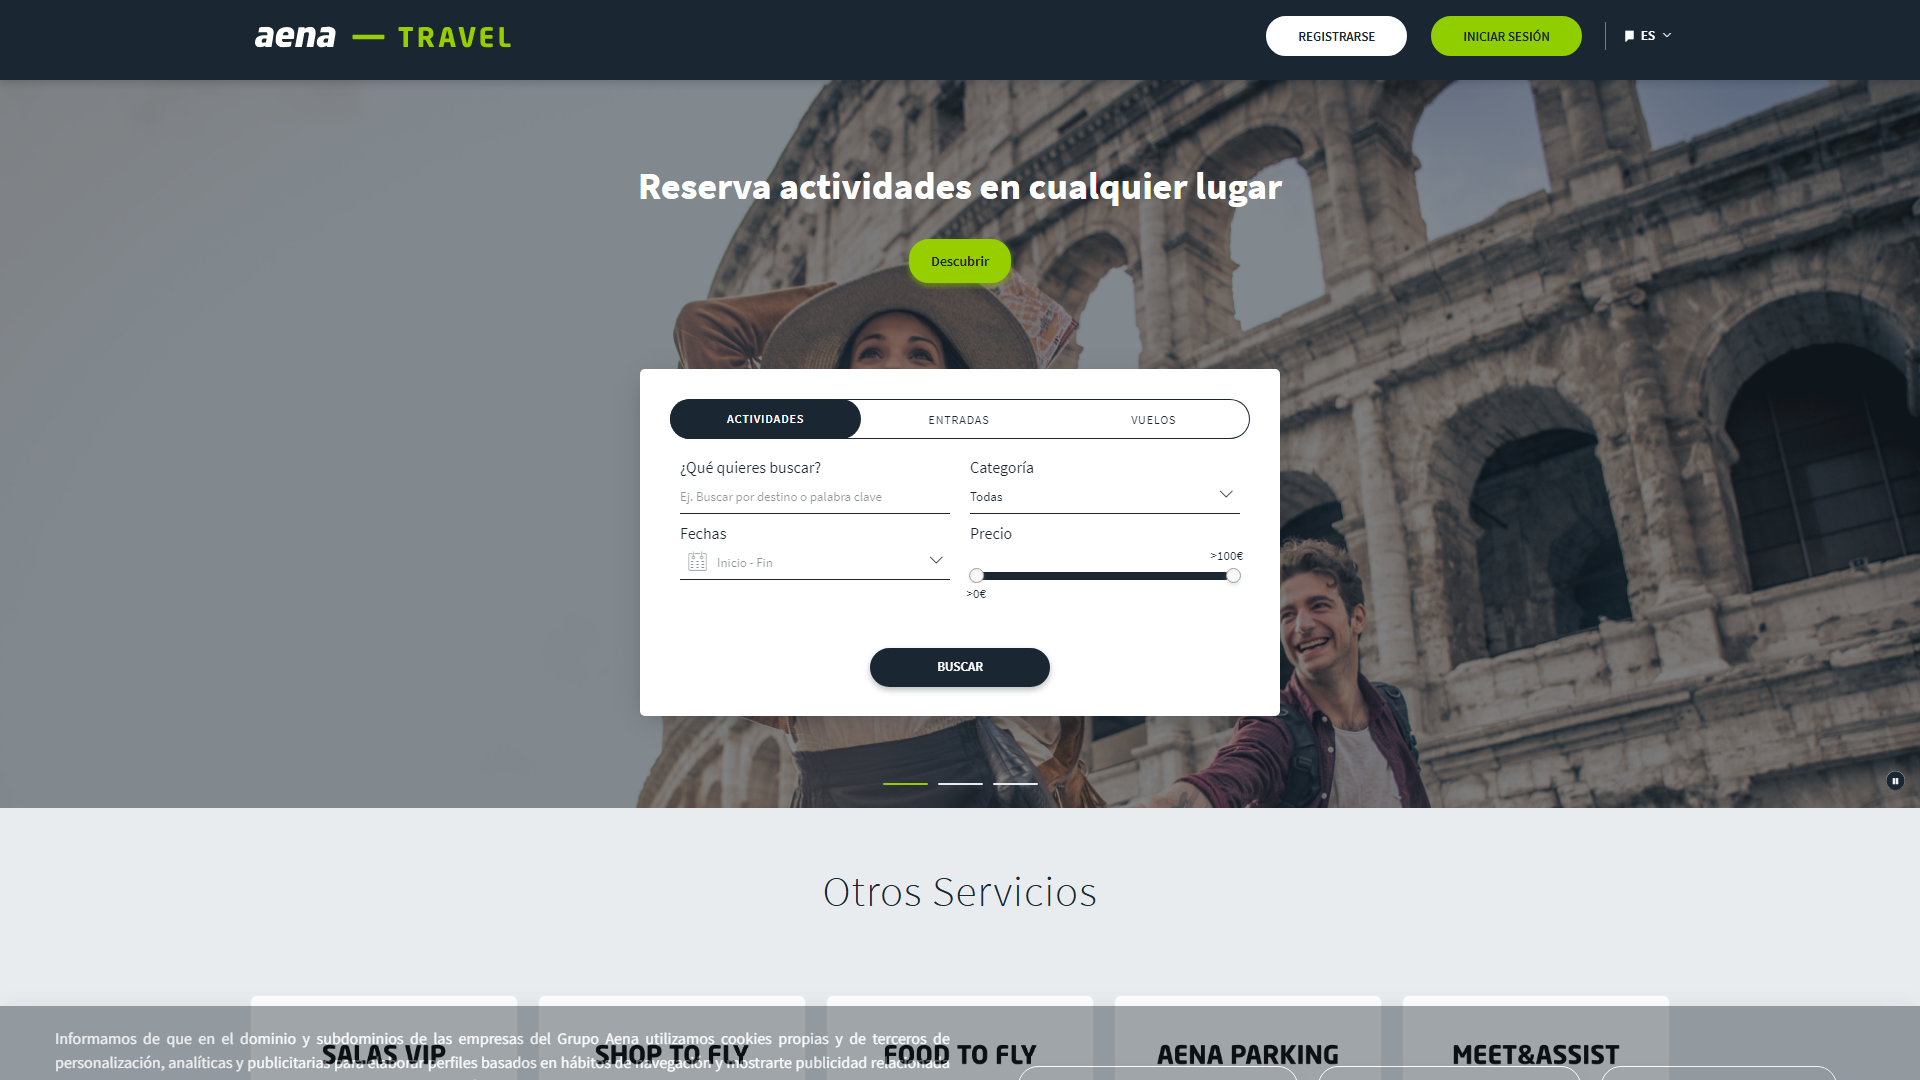 aena — TRAVEL
REGISTRARSE
INICIAR SESIÓN
ES
Reserva actividades en cualquier lugar
Descubrir
ACTIVIDADES
ENTRADAS
VUELOS
¿Qué quieres buscar?
Categoría
Ej. Buscar por destino o palabra clave
Todas
Fechas
Precio
>100€
Inicio - Fin
>0€
BUSCAR
Otros Servicios
Informamos de que en el dominio y subdominios de las empresas del Grupo Aena utilizamos cookies propias y de terceros de
personalización, analíticas y publicitarias para elaborar perfiles basados en hábitos de navegación y mostrarte publicidad relacionada
SALAS VIP
SHOP TO FLY
FOOD TO FLY
AENA PARKING
MEET&ASSIST